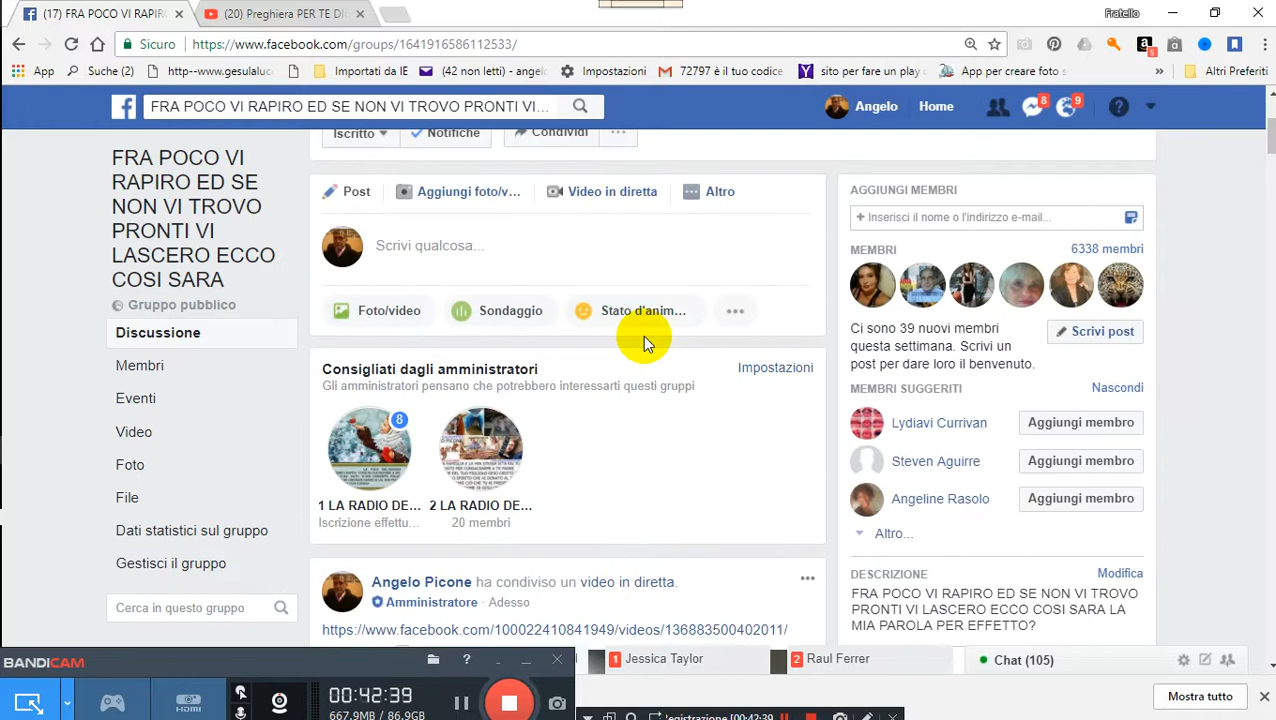 (17) FRA POCO VI RAPIR
(20) Preghiera PER TE DI
Fratello
Sicuro
https://www.facebook.com/groups/1641916586112533/
App
Suche (2)
http--www.gesulaluc
Importati da IE
(42 non letti) - angelo
Impostazioni
72797 è il tuo codice
sito per fare un play
App per creare foto s
»
Altri Preferiti
FRA POCO VI RAPIRO ED SE NON VI TROVO PRONTI VI...
Angelo
Home
8
9
5
FRA POCO VI
RAPIRO ED SE
NON VI TROVO
PRONTI VI
LASCERO ECCO
COSI SARA
Gruppo pubblico
Discussione
Membri
Eventi
Video
Foto
File
Dati statistici sul gruppo
Gestisci il gruppo
Cerca in questo gruppo
Iscritto
Notifiche
Condividi
Post
Aggiungi foto/v...
Video in diretta
Altro
Scrivi qualcosa...
Foto/video
Sondaggio
Stato d'anim...
Consigliati dagli amministratori
Impostazioni
Gli amministratori pensano che potrebbero interessarti questi gruppi
8
1 LA RADIO DE...
Iscrizione effettu...
2 LA RADIO DE...
20 membri
Angelo Picone ha condiviso un video in diretta.
Amministratore · Adesso
https://www.facebook.com/100022410841949/videos/136883500402011/
AGGIUNGI MEMBRI
+ Inserisci il nome o l'indirizzo e-mail...
MEMBRI
6338 membri
Ci sono 39 nuovi membri
questa settimana. Scrivi un
post per dare loro il benvenuto.
Scrivi post
MEMBRI SUGGERITI
Nascondi
Lydiavi Currivan
Aggiungi membro
Steven Aguirre
Aggiungi membro
Angeline Rasolo
Aggiungi membro
Altro...
DESCRIZIONE
Modifica
FRA POCO VI RAPIRO ED SE NON VI TROVO
PRONTI VI LASCERO ECCO COSI SARA LA
MIA PAROLA PER EFFETTO?
1 Jessica Taylor
2 Raul Ferrer
Chat (105)
BANDICAM
HDMI
00:42:39
667,9MB / 86,9GB
egistrazione [00:42:39
Mostra tutto